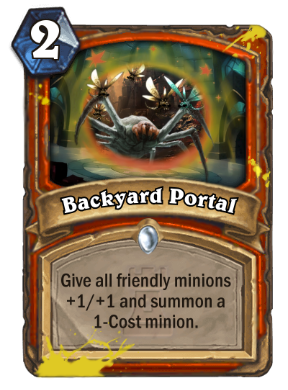 2
Backyard Portal
Give all friendly minions
+1/+1 and summon a
1-Cost minion.